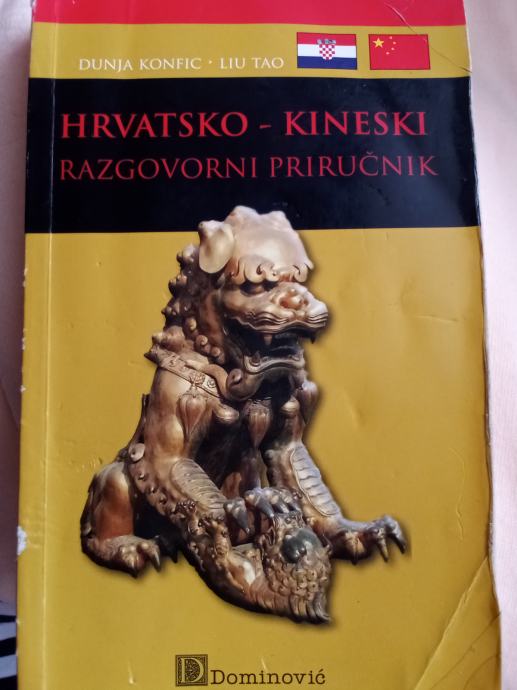 DUNJA KONFIC · LIU TAO
HRVATSKO - KINESKI
RAZGOVORNI PRIRUČNIK
D Dominović